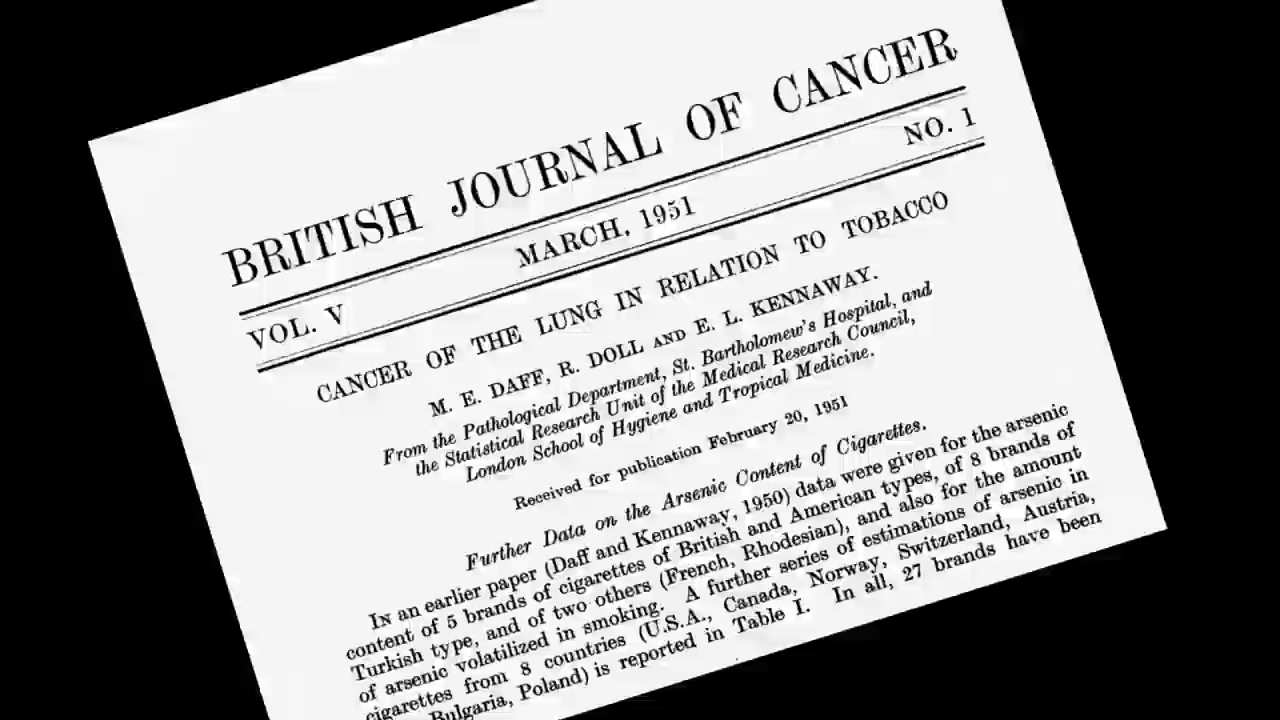 BRITISH JOURNAL OF CANCER
VOL. V MARCH, 1951 NO. 1
CANCER OF THE LUNG IN RELATION TO TOBACCO
M. E. DAFF, R. DOLL AND E. L. KENNAWAY.
From the Pathological Department, St. Bartholomew's Hospital, and
the Statistical Research Unit of the Medical Research Council,
London School of Hygiene and Tropical Medicine.
Received for publication February 20, 1951
Further Data on the Arsenic Content of Cigarettes.
In an earlier paper (Daff and Kennaway, 1950) data were given for the arsenic
content of 5 brands of cigarettes of British and American types, of 8 brands of
Turkish type, and of two others (French, Rhodesian), and also for the amount
of arsenic volatilized in smoking. A further series of estimations of arsenic in
cigarettes from 8 countries (U.S.A., Canada, Norway, Switzerland, Austria,
Bulgaria, Poland) is reported in Table I. In all, 27 brands have been